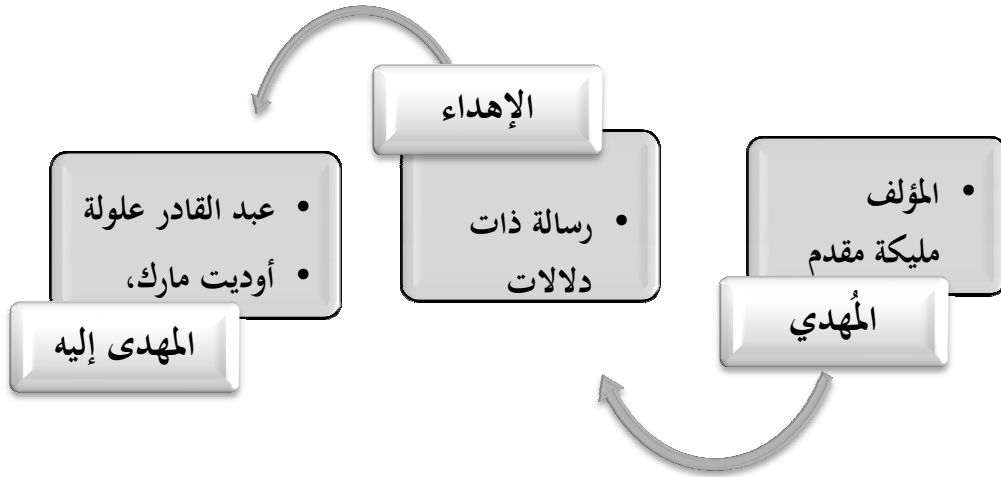 • المؤلف
مليكة مقدم
المُهدي
الإهداء
• رسالة ذات
دلالات
• عبد القادر علولة
• أوديت مارك،
المهدى إليه